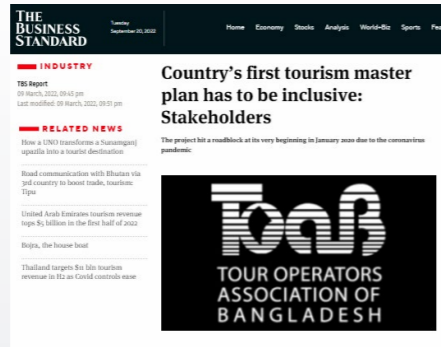 THE
BUSINESS
STANDARD
Tuesday
September 20, 2022
Home Economy Stocks Analysis World+Biz Sports Fea
INDUSTRY
TBS Report
09 March, 2022, 09:45 pm
Last modified: 09 March, 2022, 09:51 pm
RELATED NEWS
How a UNO transforms a Sunamganj
upazila into a tourist destination
Road communication with Bhutan via
3rd country to boost trade, tourism:
Tipu
United Arab Emirates tourism revenue
tops $5 billion in the first half of 2022
Bojra, the house boat
Thailand targets $11 bln tourism
revenue in H2 as Covid controls ease
Country's first tourism master
plan has to be inclusive:
Stakeholders
The project hit a roadblock at its very beginning in January 2020 due to the coronavirus
pandemic
ToaB
TOUR OPERATORS
ASSOCIATION OF
BANGLADESH